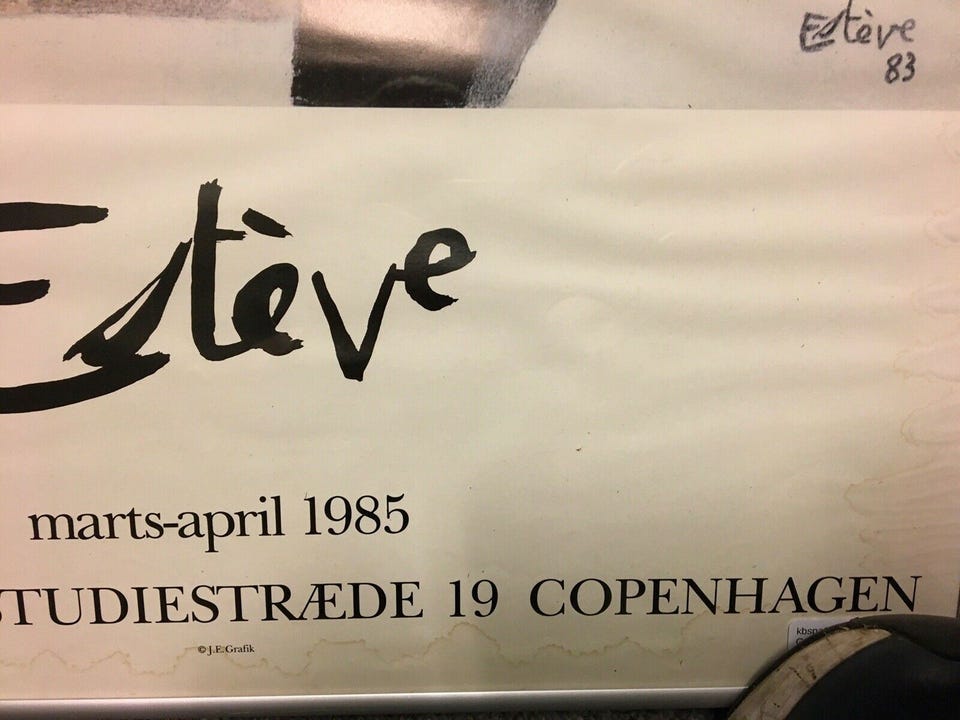 Estève
83
Estève
marts-april 1985
STUDIESTRÆDE 19 COPENHAGEN
© J.E. Grafik